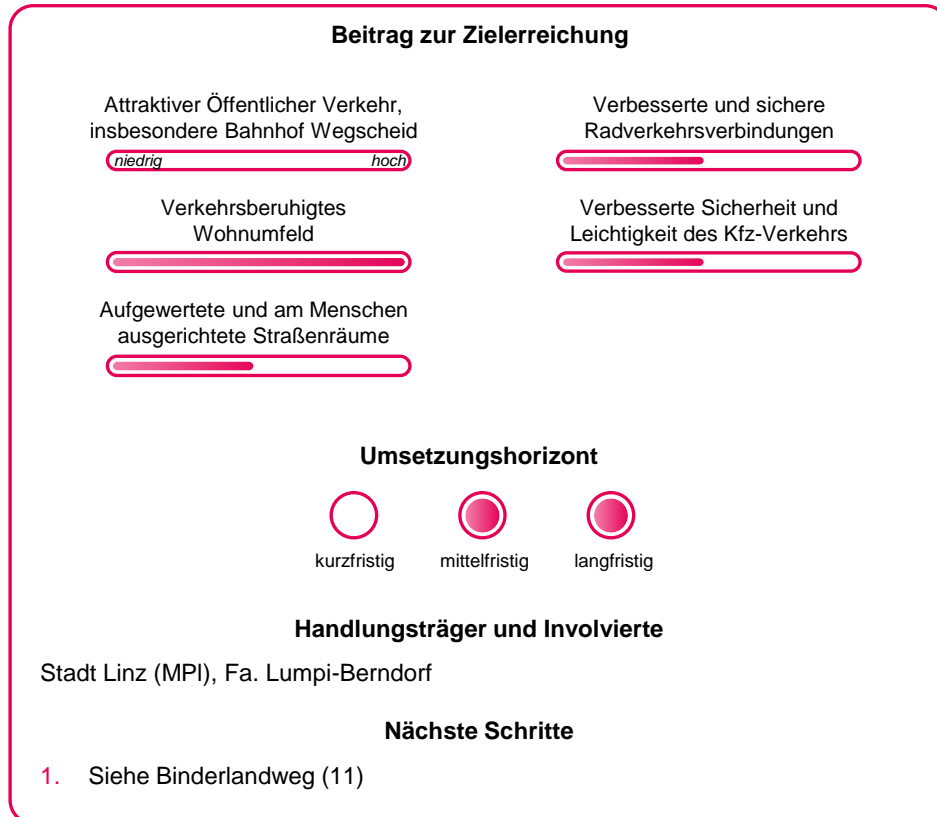 Beitrag zur Zielerreichung
Attraktiver Öffentlicher Verkehr,
insbesondere Bahnhof Wegscheid
niedrig hoch
Verbesserte und sichere
Radverkehrsverbindungen
Verkehrsberuhigtes
Wohnumfeld
Verbesserte Sicherheit und
Leichtigkeit des Kfz-Verkehrs
Aufgewertete und am Menschen
ausgerichtete Straßenräume
Umsetzungshorizont
kurzfristig mittelfristig langfristig
Handlungsträger und Involvierte
Stadt Linz (MPl), Fa. Lumpi-Berndorf
Nächste Schritte
1. Siehe Binderlandweg (11)